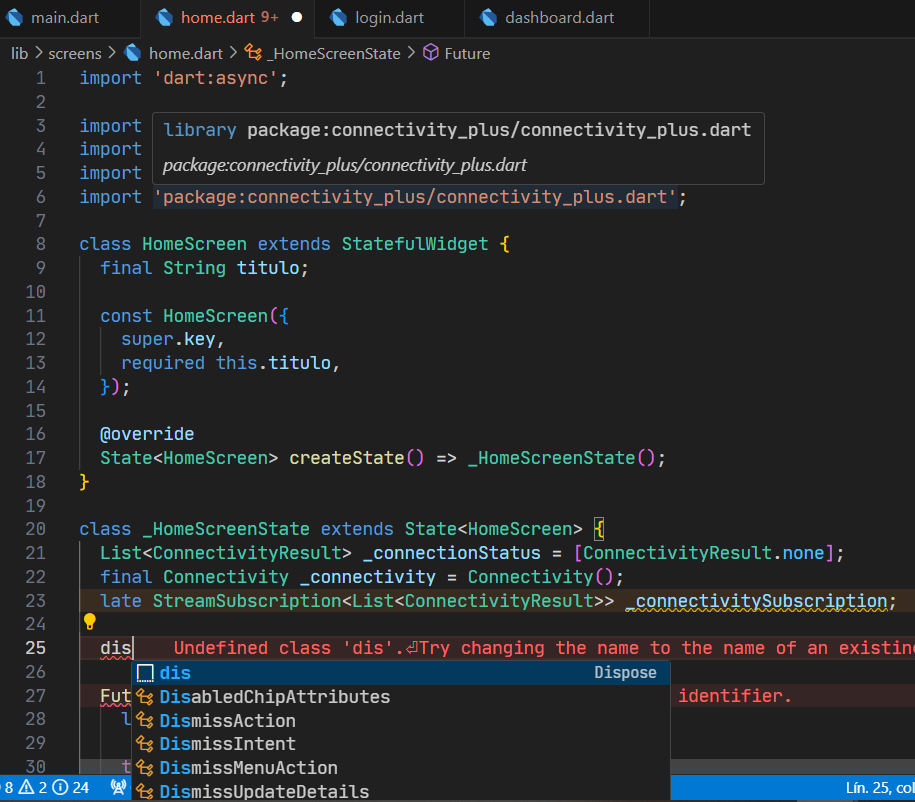 main.dart home.dart 9+ login.dart dashboard.dart
lib > screens > home.dart > _HomeScreenState > Future
1 import 'dart:async';
2
3 import
library package:connectivity_plus/connectivity_plus.dart
4 import
5 import
package:connectivity_plus/connectivity_plus.dart
6 import 'package:connectivity_plus/connectivity_plus.dart';
7
8 class HomeScreen extends StatefulWidget {
9 final String titulo;
10
11 const HomeScreen({
12 super.key,
13 required this.titulo,
14 });
15
16 @override
17 State<HomeScreen> createState() => _HomeScreenState();
18 }
19
20 class _HomeScreenState extends State<HomeScreen> {
21 List<ConnectivityResult> _connectionStatus = [ConnectivityResult.none];
22 final Connectivity _connectivity = Connectivity();
23 late StreamSubscription<List<ConnectivityResult>> _connectivitySubscription;
24
25 dis Undefined class 'dis'.⏎Try changing the name to the name of an existin
26 dis Dispose
27 Fut DisabledChipAttributes identifier.
28 l DismissAction
29 DismissIntent
30 t DismissMenuAction
DismissUpdateDetails
8 2 24 Lín. 25, col